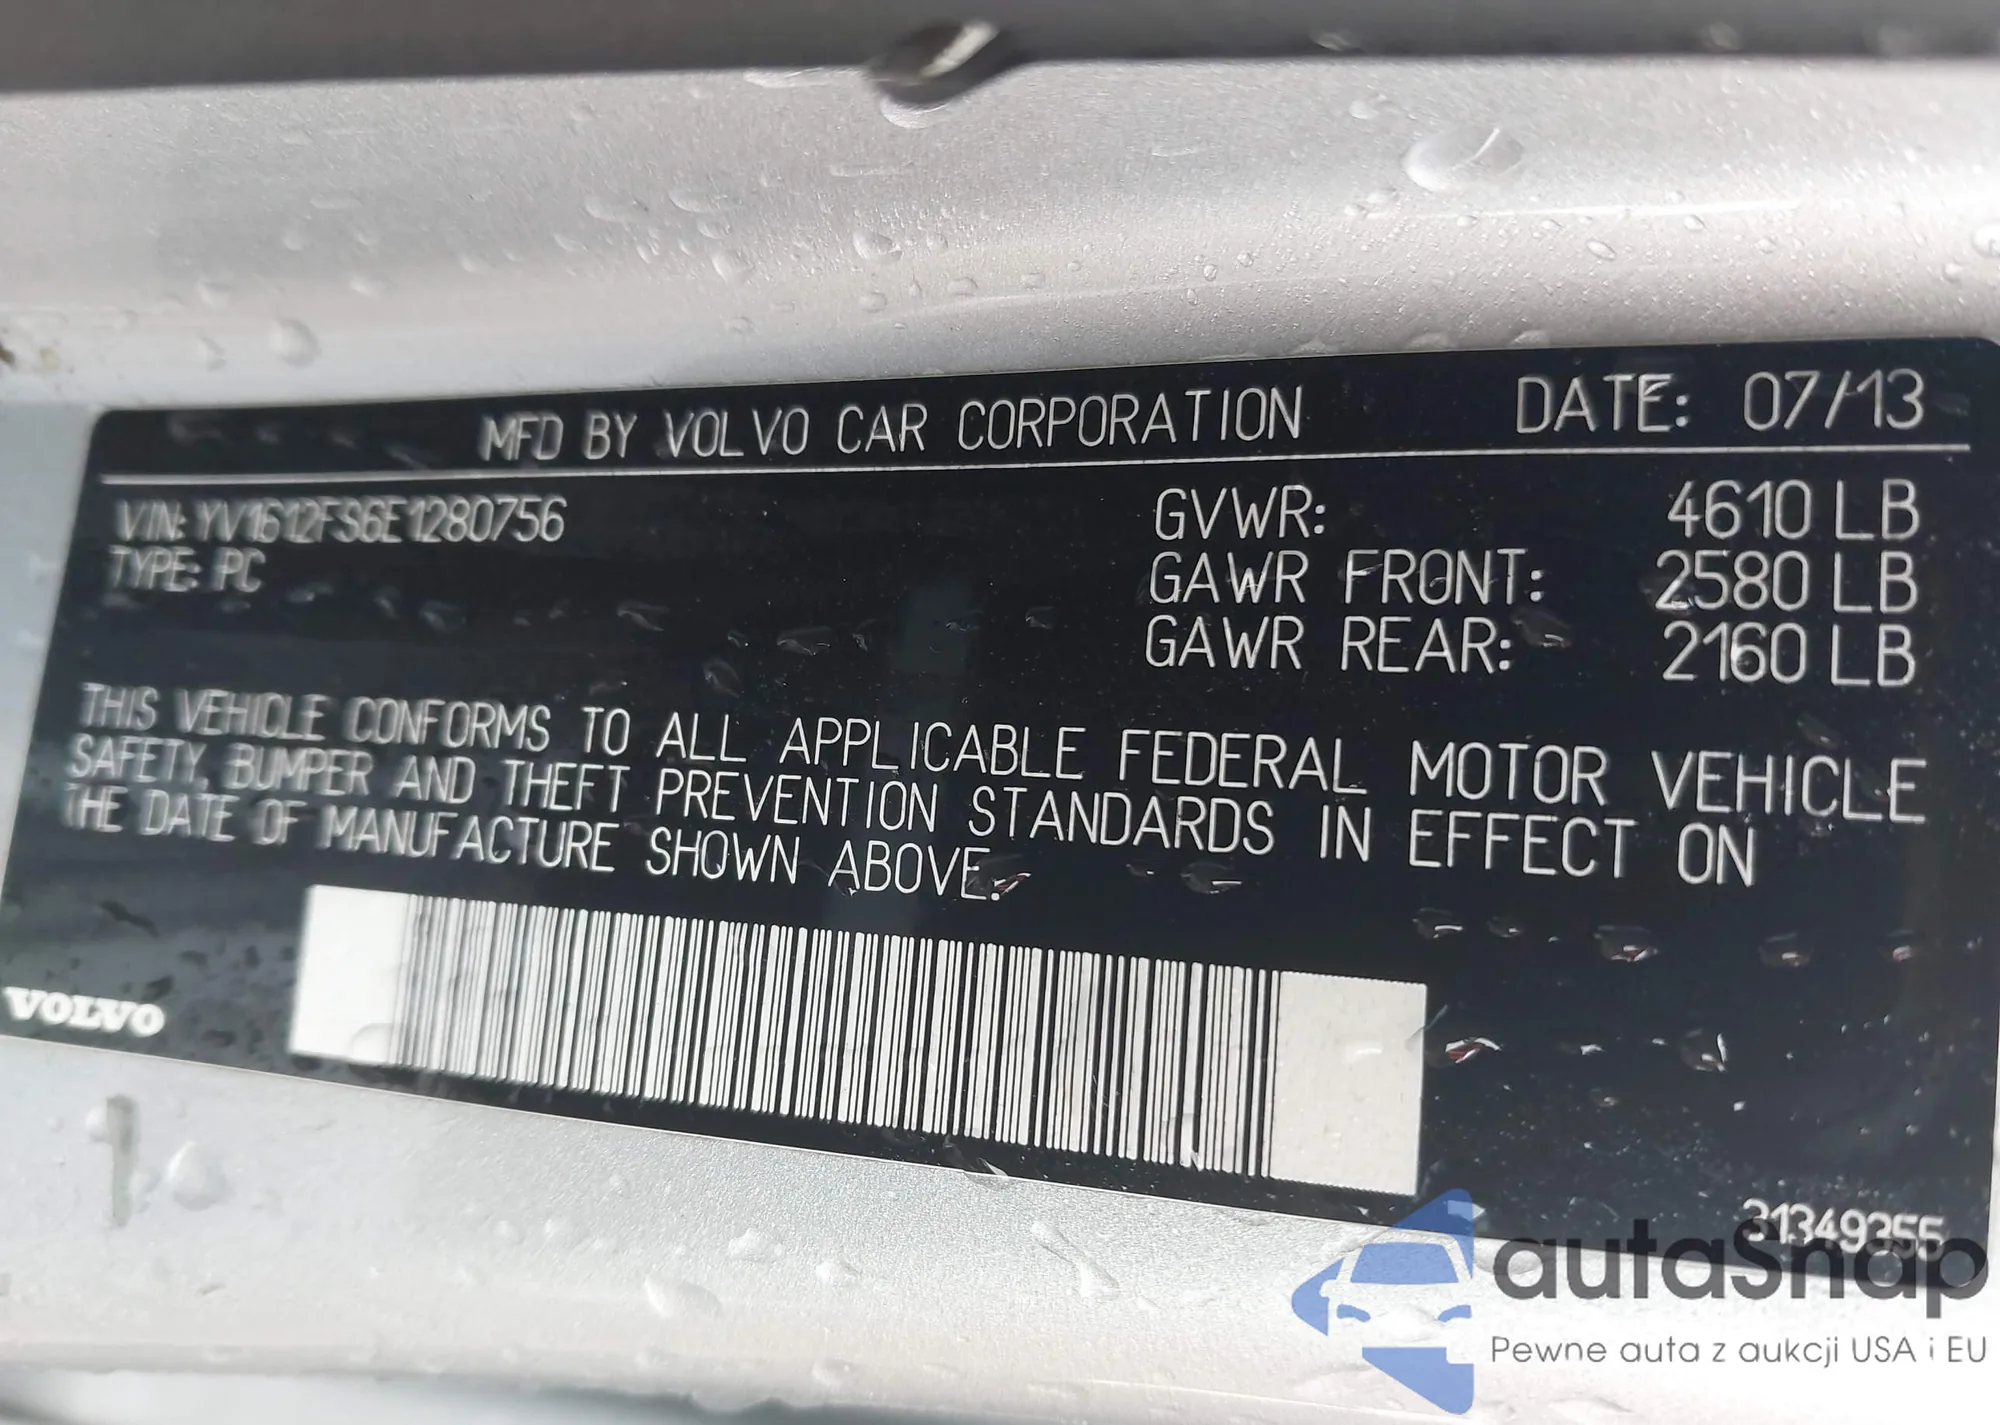 MFD BY VOLVO CAR CORPORATION DATE: 07/13
VIN: YV1612FS6E1280756
TYPE: PC
GVWR: 4610 LB
GAWR FRONT: 2580 LB
GAWR REAR: 2160 LB
THIS VEHICLE CONFORMS TO ALL APPLICABLE FEDERAL MOTOR VEHICLE
SAFETY, BUMPER AND THEFT PREVENTION STANDARDS IN EFFECT ON
THE DATE OF MANUFACTURE SHOWN ABOVE.
VOLVO
31349355
autaSnap
Pewne auta z aukcji USA i EU